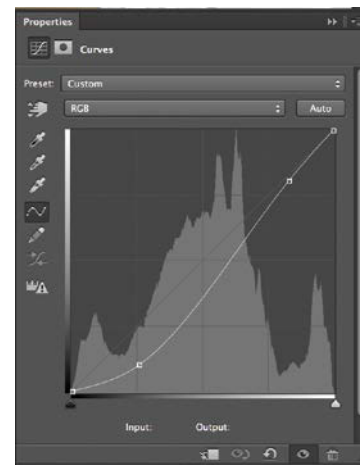 Properties
Curves
Preset: Custom
RGB Auto
Input: Output: